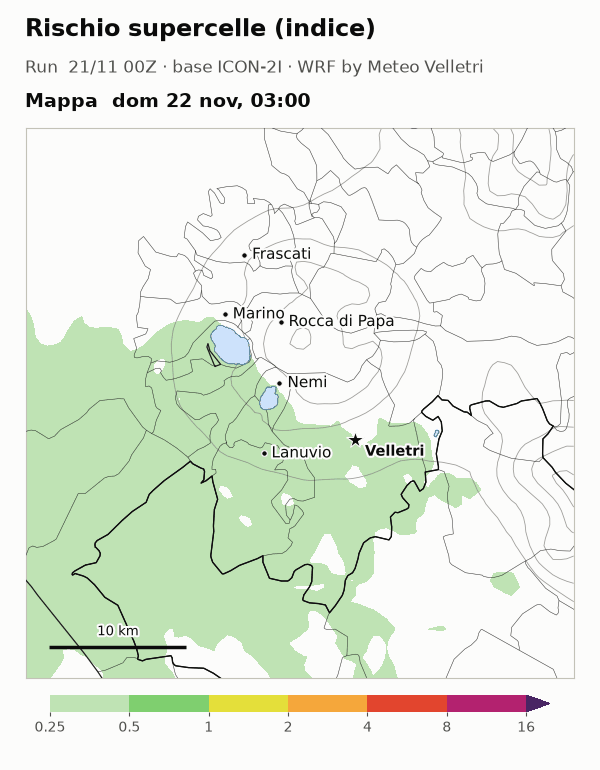 Rischio supercelle (indice)
Run  21/11 00Z · base ICON-2I · WRF by Meteo Velletri
Mappa  dom 22 nov, 03:00
Frascati
Marino
Rocca di Papa
Nemi
Velletri
Lanuvio
10 km
0.25 0.5 1 2 4 8 16